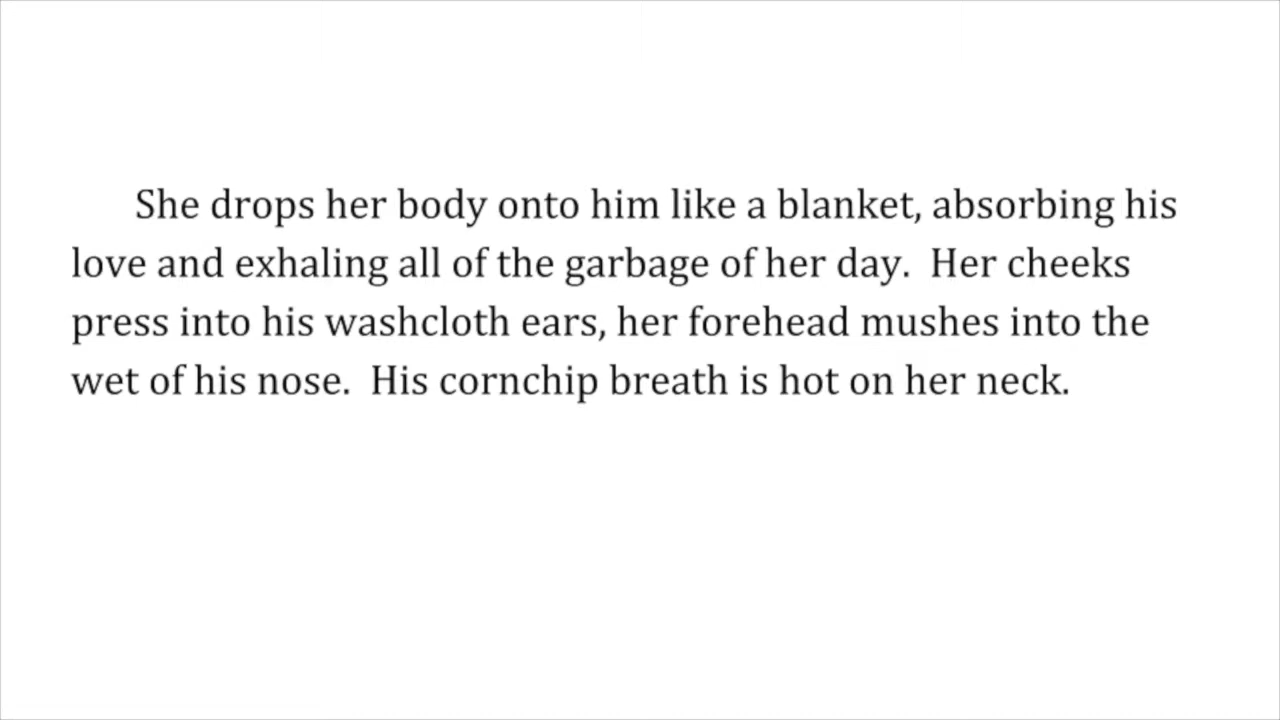 She drops her body onto him like a blanket, absorbing his
love and exhaling all of the garbage of her day.  Her cheeks
press into his washcloth ears, her forehead mushes into the
wet of his nose.  His cornchip breath is hot on her neck.